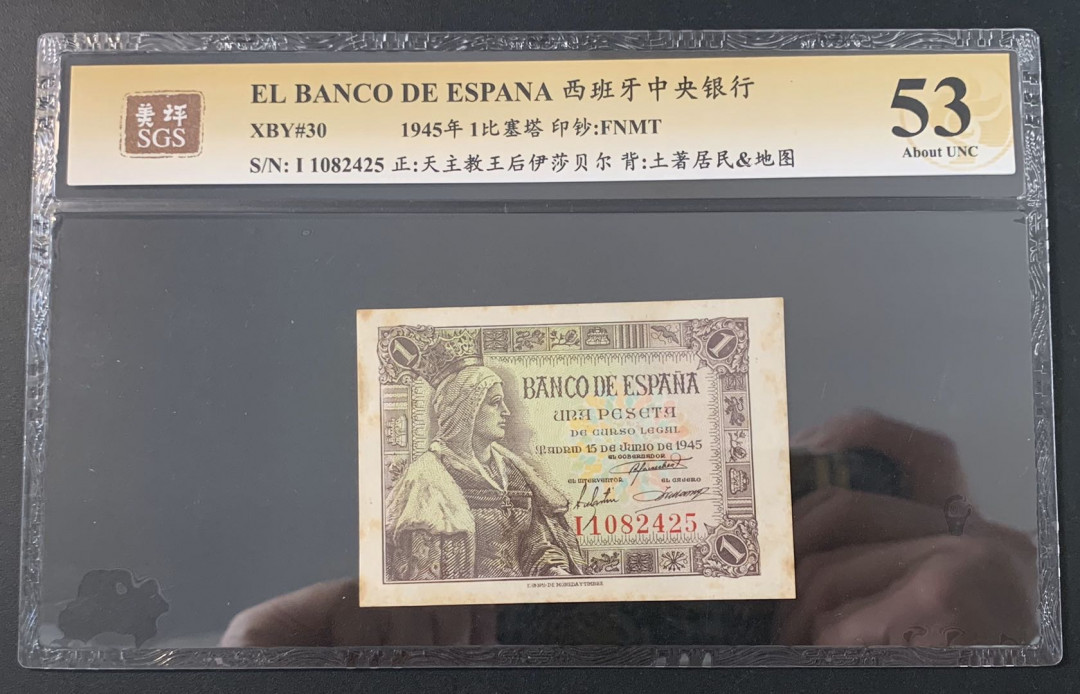 EL BANCO DE ESPANA 西班牙中央银行
XBY#30 1945年 1比塞塔 印钞:FNMT
S/N: I 1082425 正:天主教王后伊莎贝尔 背:土著居民&地图
美评
SGS
53
About UNC
1
1
BANCO DE ESPAÑA
UNA PESETA
DE CURSO LEGAL
MADRID 15 DE JUNIO DE 1945
EL GOBERNADOR
EL INTERVENTOR EL CAJERO
I1082425
1